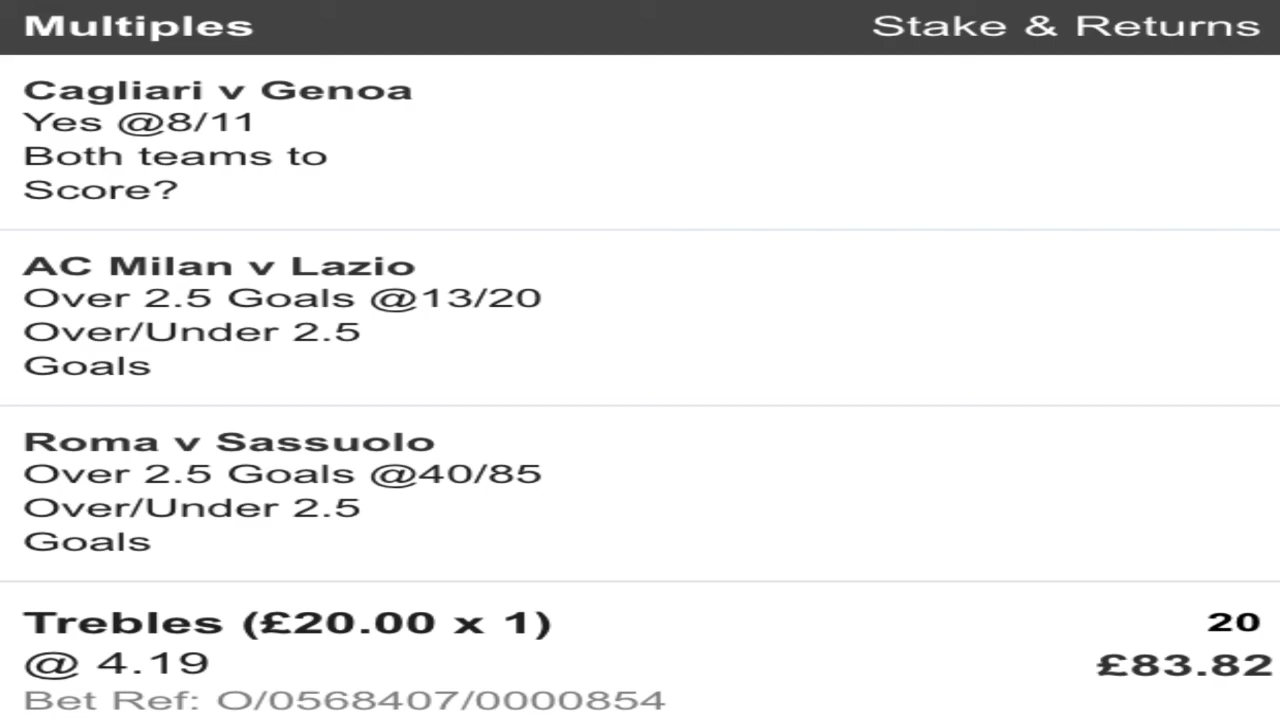 Multiples Stake & Returns
Cagliari v Genoa
Yes @8/11
Both teams to
Score?
AC Milan v Lazio
Over 2.5 Goals @13/20
Over/Under 2.5
Goals
Roma v Sassuolo
Over 2.5 Goals @40/85
Over/Under 2.5
Goals
Trebles (£20.00 x 1) 20
@ 4.19 £83.82
Bet Ref: O/0568407/0000854